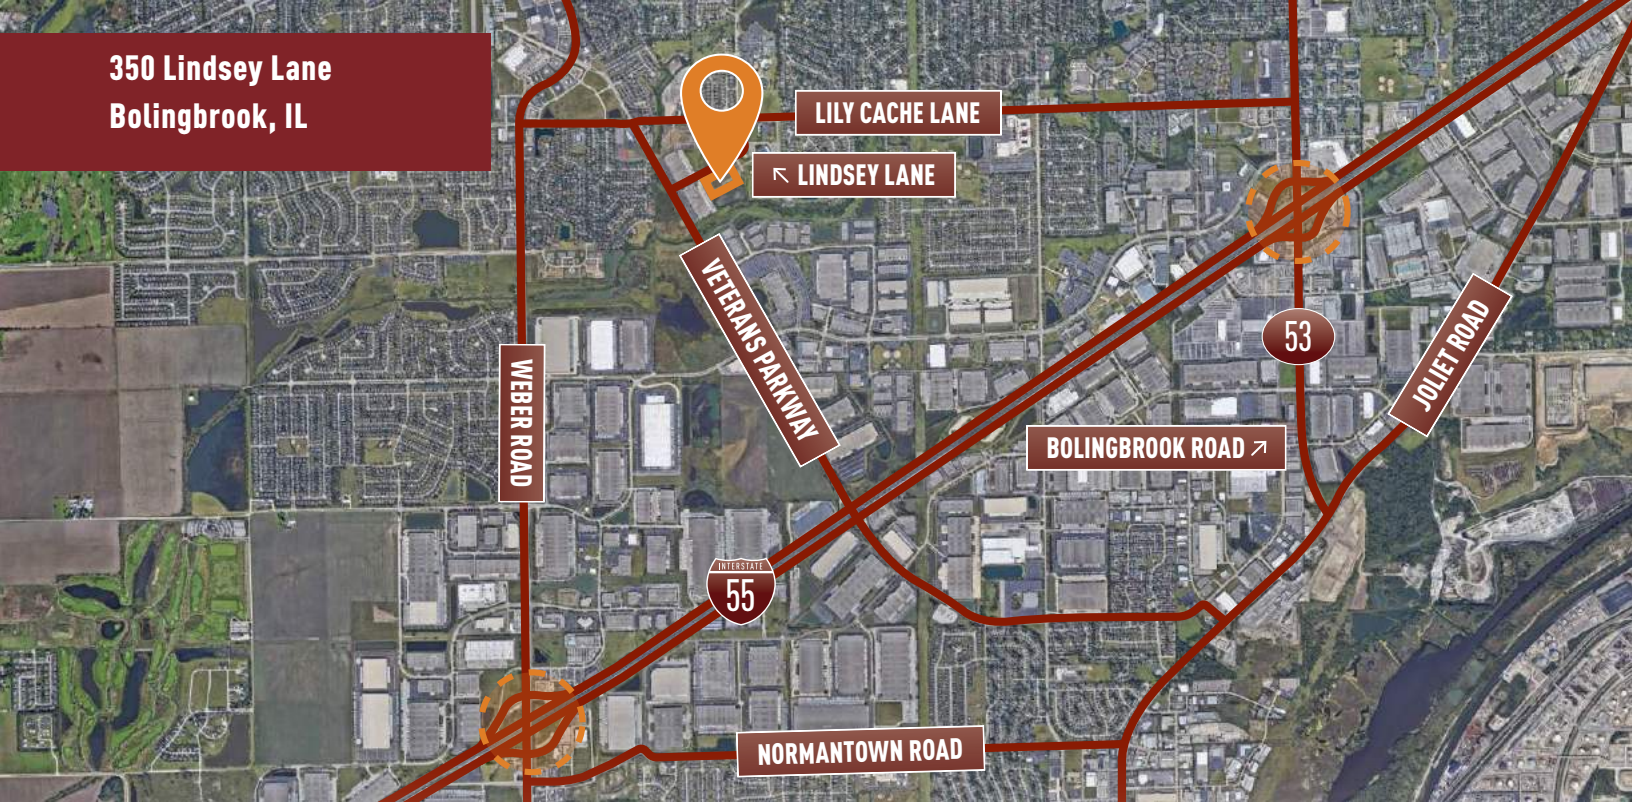 350 Lindsey Lane
Bolingbrook, IL
LILY CACHE LANE
↖ LINDSEY LANE
VETERANS PARKWAY
53
JOLIET ROAD
WEBER ROAD
BOLINGBROOK ROAD ↗
INTERSTATE
55
NORMANTOWN ROAD